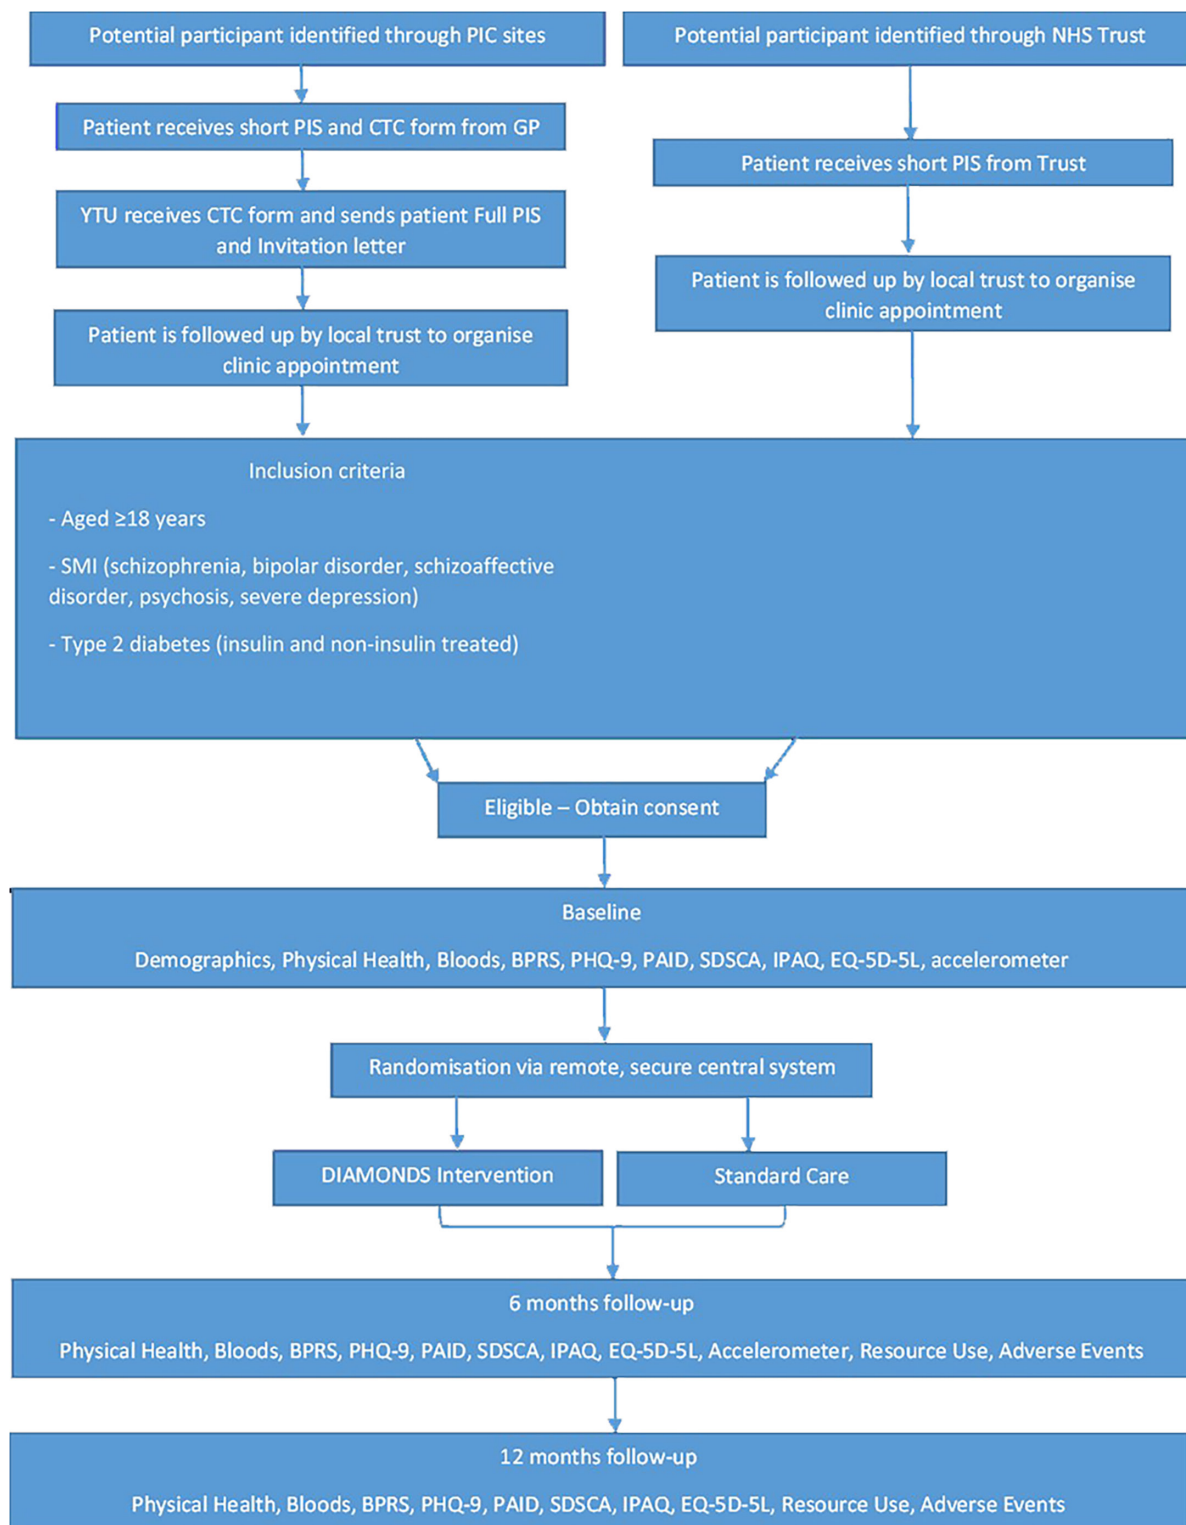 Potential participant identified through PIC sites
Potential participant identified through NHS Trust
Patient receives short PIS and CTC form from GP
Patient receives short PIS from Trust
YTU receives CTC form and sends patient Full PIS
and Invitation letter
Patient is followed up by local trust to organise
clinic appointment
Patient is followed up by local trust to organise
clinic appointment
Inclusion criteria
- Aged ≥18 years
- SMI (schizophrenia, bipolar disorder, schizoaffective
disorder, psychosis, severe depression)
- Type 2 diabetes (insulin and non-insulin treated)
Eligible – Obtain consent
Baseline
Demographics, Physical Health, Bloods, BPRS, PHQ-9, PAID, SDSCA, IPAQ, EQ-5D-5L, accelerometer
Randomisation via remote, secure central system
DIAMONDS Intervention
Standard Care
6 months follow-up
Physical Health, Bloods, BPRS, PHQ-9, PAID, SDSCA, IPAQ, EQ-5D-5L, Accelerometer, Resource Use, Adverse Events
12 months follow-up
Physical Health, Bloods, BPRS, PHQ-9, PAID, SDSCA, IPAQ, EQ-5D-5L, Resource Use, Adverse Events